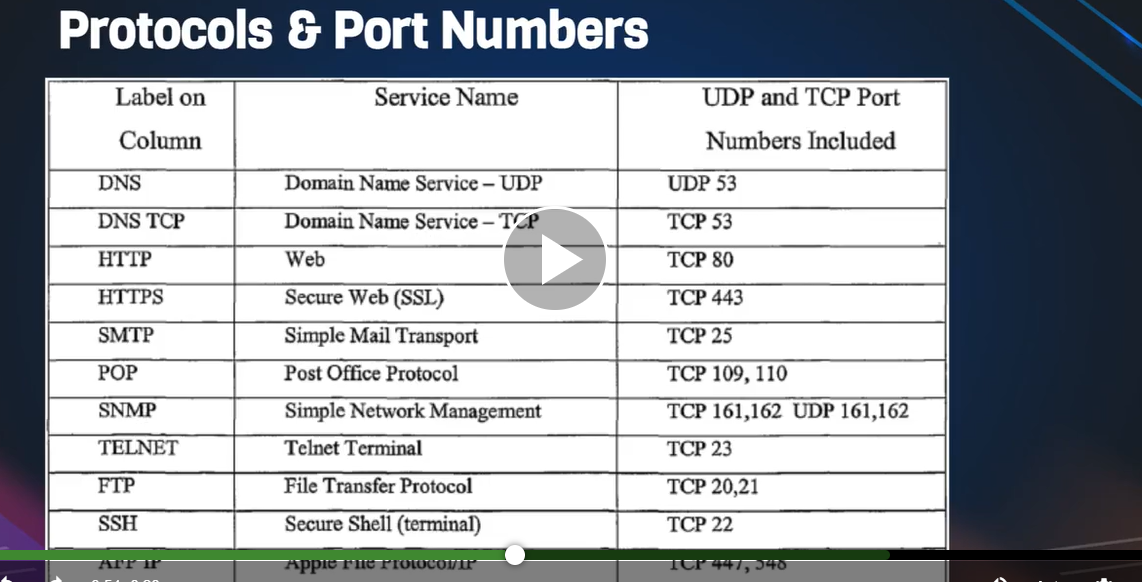 Protocols & Port Numbers
Label on Column Service Name UDP and TCP Port Numbers Included
DNS Domain Name Service – UDP UDP 53
DNS TCP Domain Name Service – TCP TCP 53
HTTP Web TCP 80
HTTPS Secure Web (SSL) TCP 443
SMTP Simple Mail Transport TCP 25
POP Post Office Protocol TCP 109, 110
SNMP Simple Network Management TCP 161,162 UDP 161,162
TELNET Telnet Terminal TCP 23
FTP File Transfer Protocol TCP 20,21
SSH Secure Shell (terminal) TCP 22
AFP IP Apple File Protocol/IP TCP 447, 548